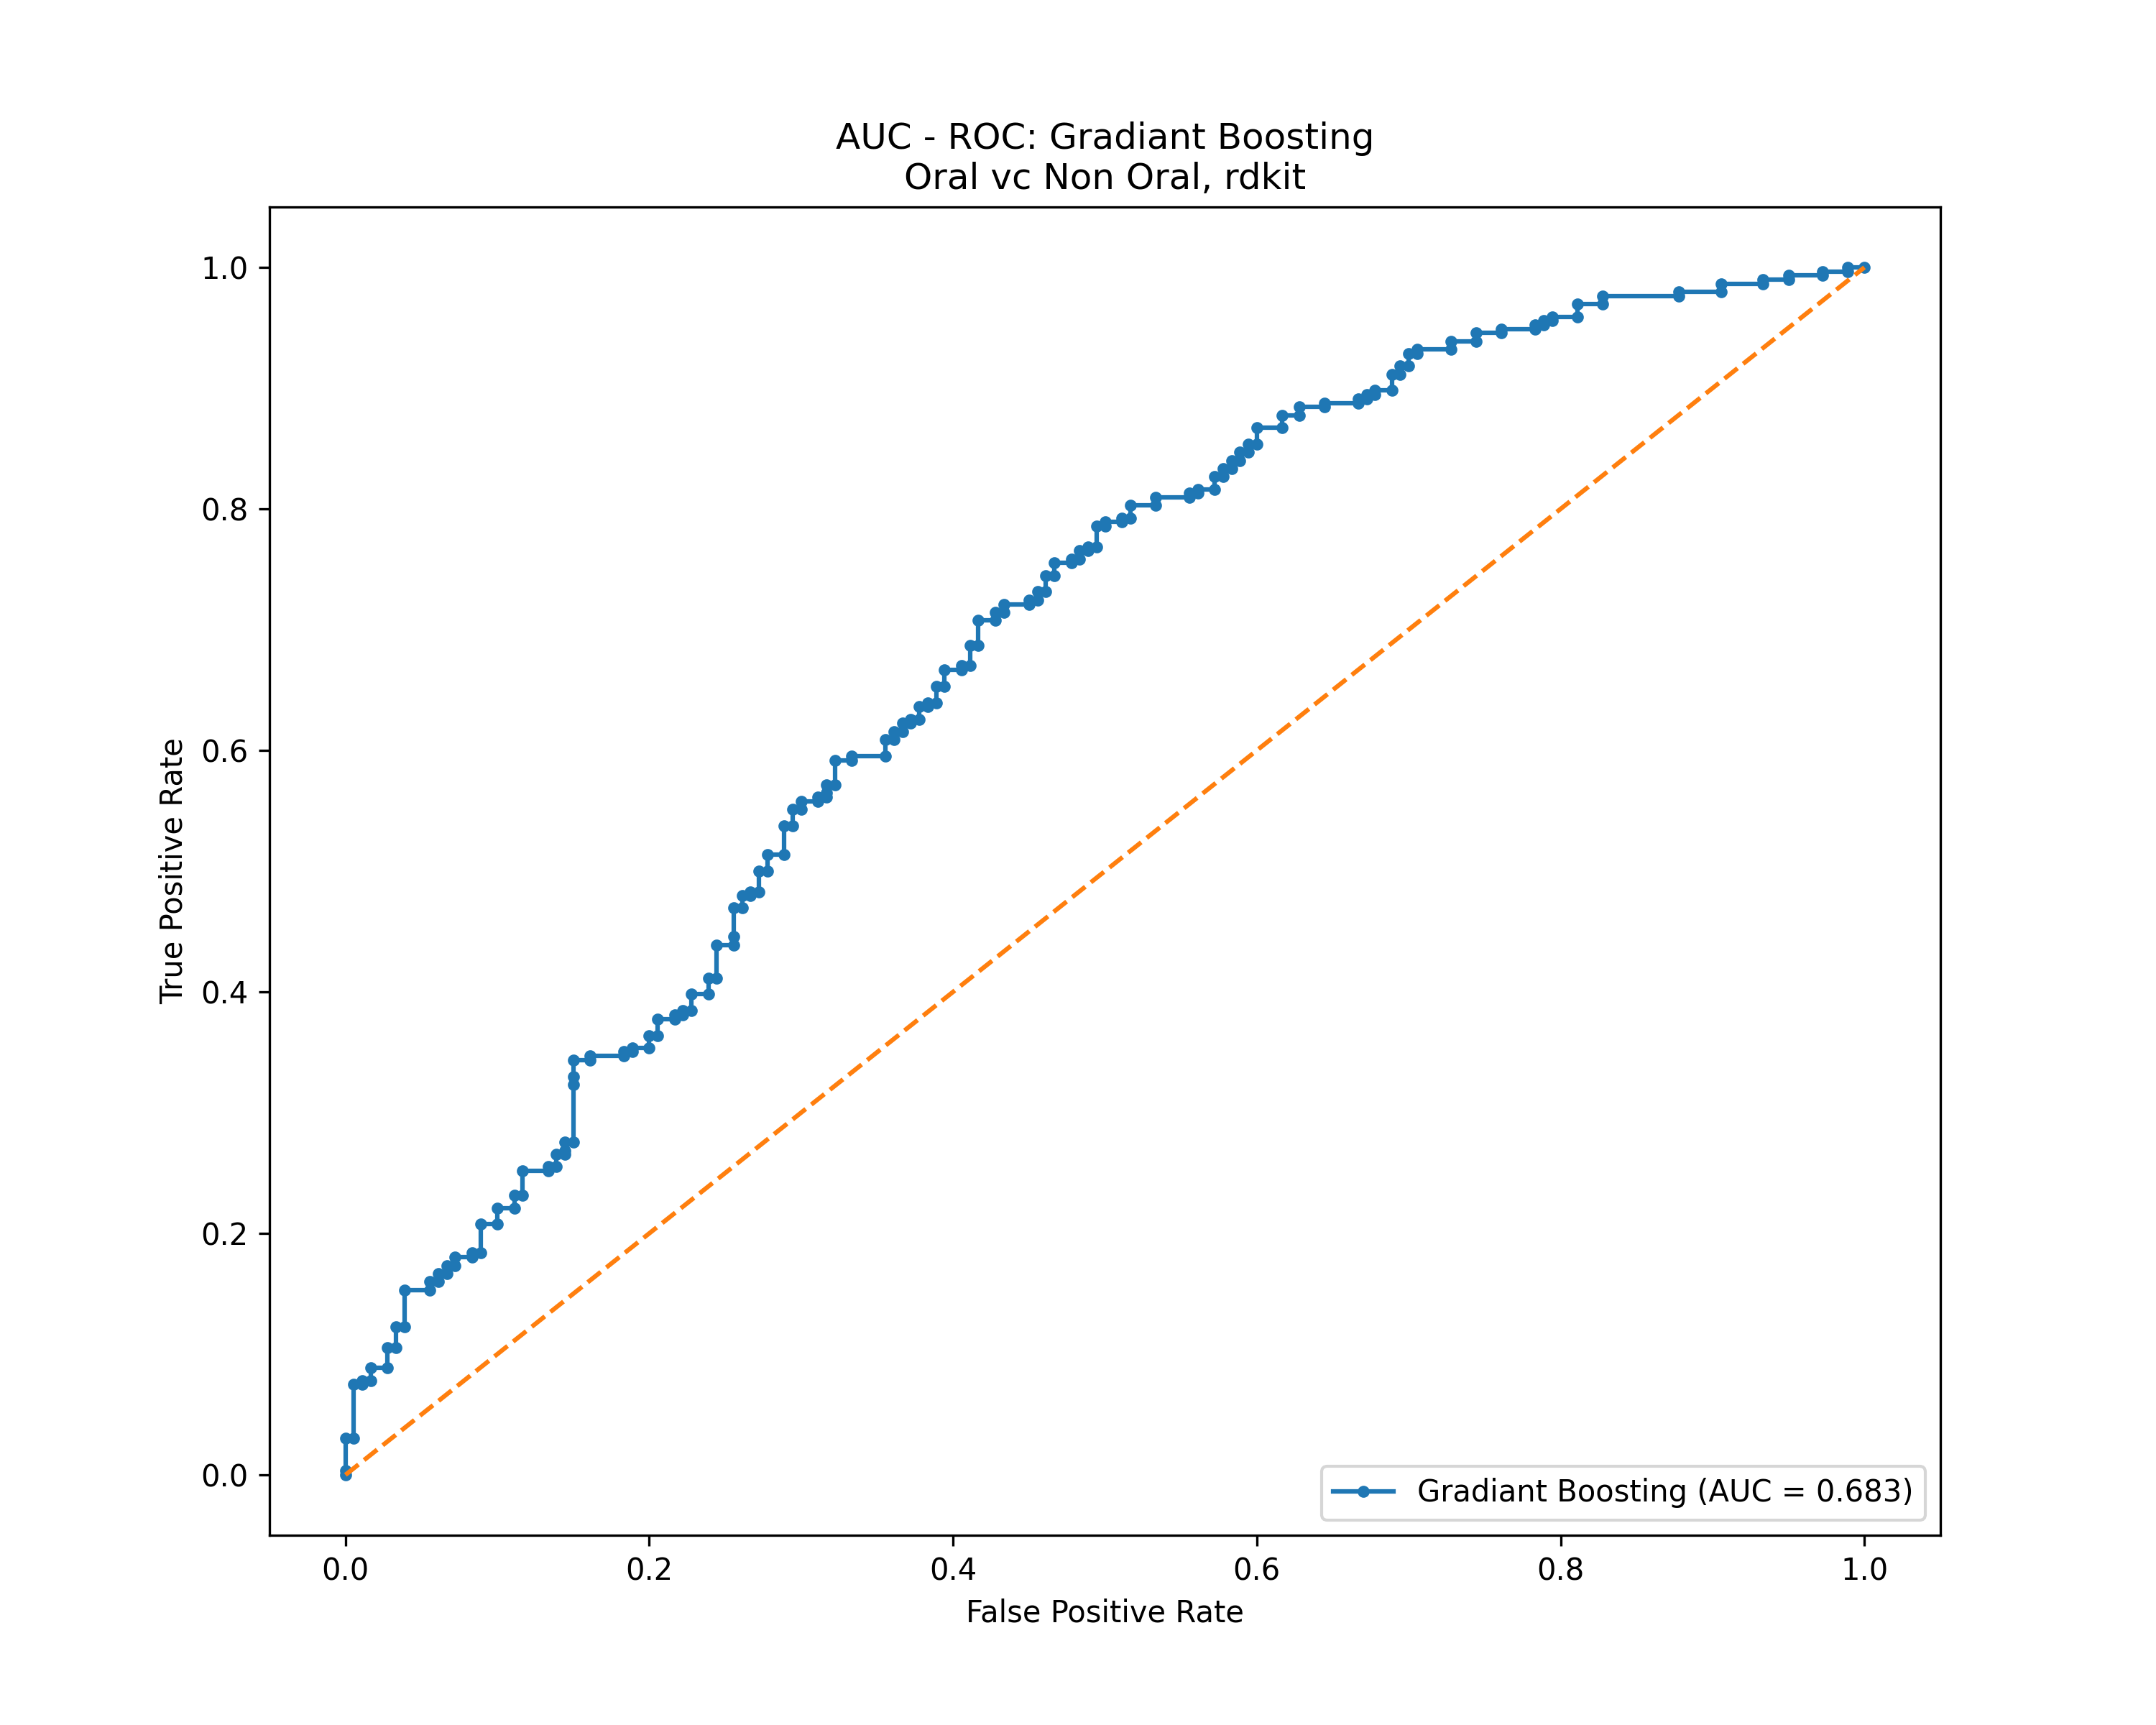 AUC - ROC: Gradiant Boosting
Oral vc Non Oral, rdkit
True Positive Rate
1.0
0.8
0.6
0.4
0.2
0.0
Gradiant Boosting (AUC = 0.683)
0.0 0.2 0.4 0.6 0.8 1.0
False Positive Rate